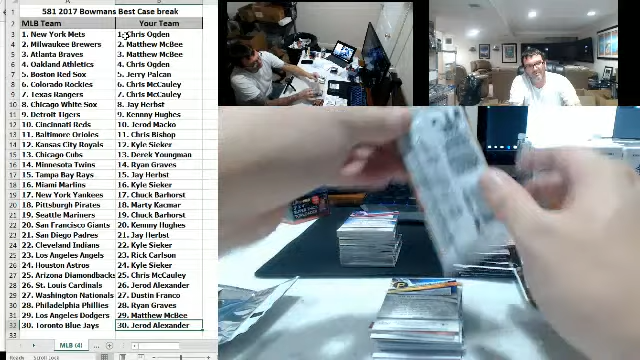 581 2017 Bowmans Best Case break
MLB Team Your Team
1. New York Mets 1. Chris Ogden
2. Milwaukee Brewers 2. Matthew McBee
3. Atlanta Braves 3. Matthew McBee
4. Oakland Athletics 4. Chris Ogden
5. Boston Red Sox 5. Jerry Palcan
6. Colorado Rockies 6. Chris McCauley
7. Texas Rangers 7. Chris McCauley
8. Chicago White Sox 8. Jay Herbst
9. Detroit Tigers 9. Kennny Hughes
10. Cincinnati Reds 10. Jerod Macko
11. Baltimore Orioles 11. Chris Bishop
12. Kansas City Royals 12. Kyle Sieker
13. Chicago Cubs 13. Derek Youngman
14. Minnesota Twins 14. Ryan Graves
15. Tampa Bay Rays 15. Jay Herbst
16. Miami Marlins 16. Kyle Sieker
17. New York Yankees 17. Chuck Barhorst
18. Pittsburgh Pirates 18. Marty Kacmar
19. Seattle Mariners 19. Chuck Barhorst
20. San Francisco Giants 20. Kennny Hughes
21. San Diego Padres 21. Jay Herbst
22. Cleveland Indians 22. Kyle Sieker
23. Los Angeles Angels 23. Rick Carlson
24. Houston Astros 24. Kyle Sieker
25. Arizona Diamondbacks 25. Chris McCauley
26. St. Louis Cardinals 26. Jerod Alexander
27. Washington Nationals 27. Dustin Franco
28. Philadelphia Phillies 28. Ryan Graves
29. Los Angeles Dodgers 29. Matthew McBee
30. Toronto Blue Jays 30. Jerod Alexander
MLB (4)
Ready Scroll Lock